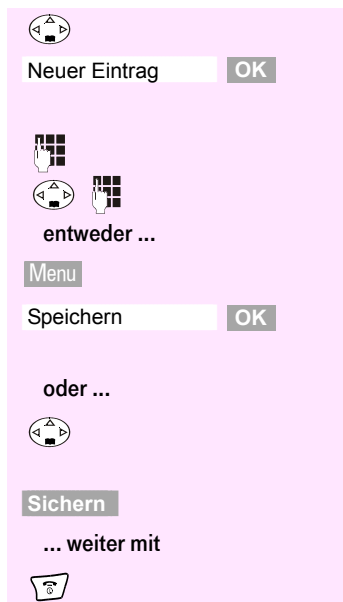 Neuer Eintrag OK
entweder ...
Menu
Speichern OK
oder ...
Sichern
... weiter mit